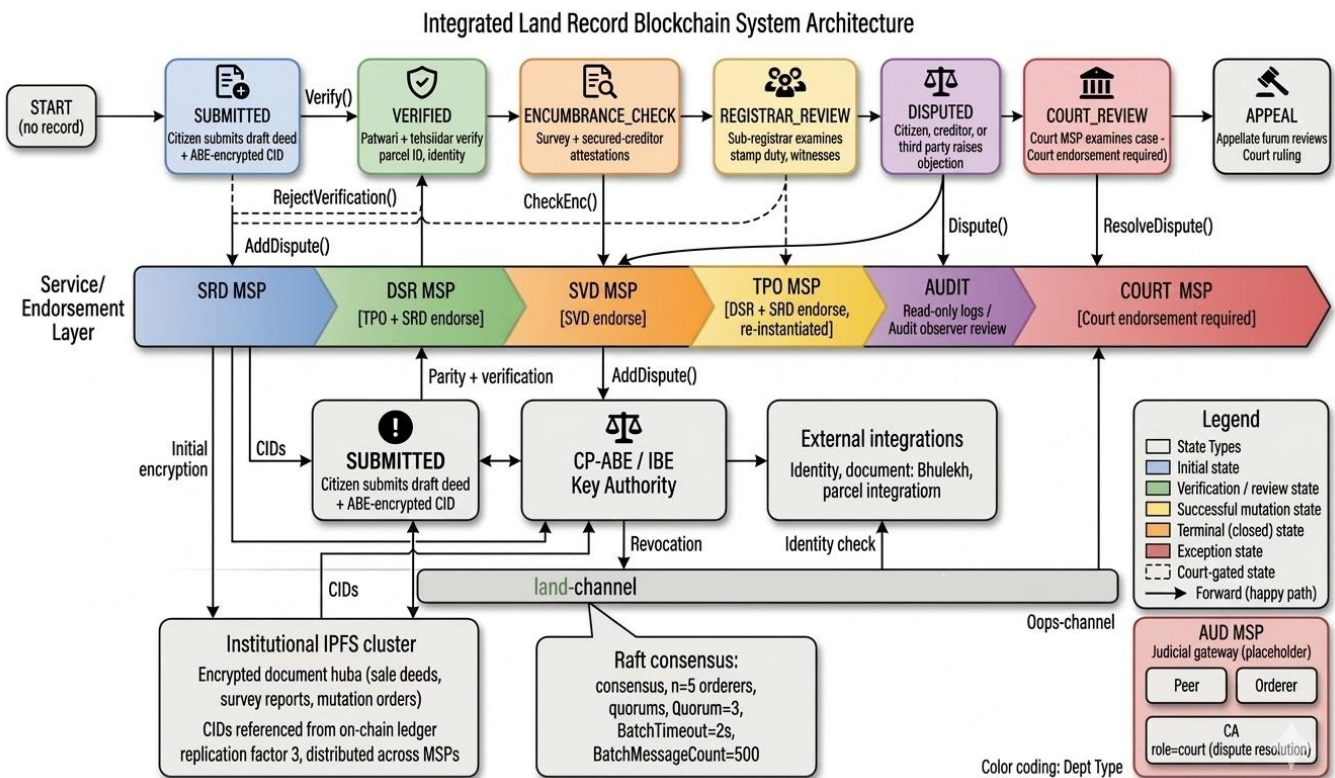 Integrated Land Record Blockchain System Architecture
START
(no record)
SUBMITTED
Citizen submits draft deed
+ ABE-encrypted CID
Verify()
VERIFIED
Patwari + tehsiidar verify
parcel ID, identity
ENCUMBRANCE_CHECK
Survey + secured-creditor
attestations
REGISTRAR_REVIEW
Sub-registrar examines
stamp duty, witnesses
DISPUTED
Citizen, creditor, or
third party raises
objection
COURT_REVIEW
Court MSP examines case -
Court endorsement required)
APPEAL
Appellate forum reviews
Court ruling
RejectVerification()
AddDispute()
CheckEnc()
Dispute()
ResolveDispute()
Service/
Endorsement
Layer
SRD MSP
DSR MSP
[TPO + SRD endorse]
SVD MSP
[SVD endorse]
TPO MSP
[DSR + SRD endorse,
re-instantiated]
AUDIT
Read-only logs /
Audit observer review
COURT MSP
[Court endorsement required]
Parity + verification
AddDispute()
Initial
encryption
CIDs
SUBMITTED
Citizen submits draft deed
+ ABE-encrypted CID
CP-ABE / IBE
Key Authority
External integrations
Identity, document: Bhulekh,
parcel integratiorn
CIDs
Revocation
Identity check
land-channel
Oops-channel
Institutional IPFS cluster
Encrypted document huba (sale deeds,
survey reports, mutation orders)
CIDs referenced from on-chain ledger
replication factor 3, distributed across MSPs
Raft consensus:
consensus, n=5 orderers,
quorums, Quorum=3,
BatchTimeout=2s,
BatchMessageCount=500
Legend
State Types
Initial state
Verification / review state
Successful mutation state
Terminal (closed) state
Exception state
Court-gated state
Forward (happy path)
AUD MSP
Judicial gateway (placeholder)
Peer
Orderer
CA
role=court (dispute resolution)
Color coding: Dept Type